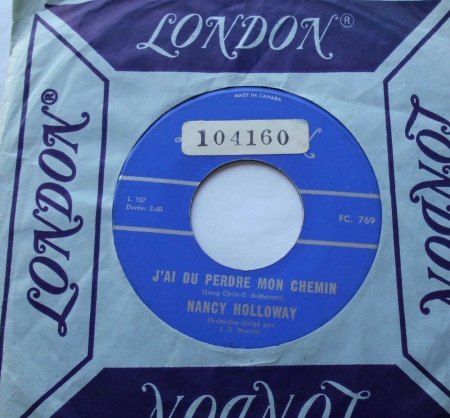 LONDON®
LONDON®
LONDON
MADE IN CANADA
104160
L. 107
Durée: 2:40
FC. 769
J'AI DU PERDRE MON CHEMIN
NANCY HOLLOWAY
Orchestre dirigé par
J. D. Mercier
LONDON